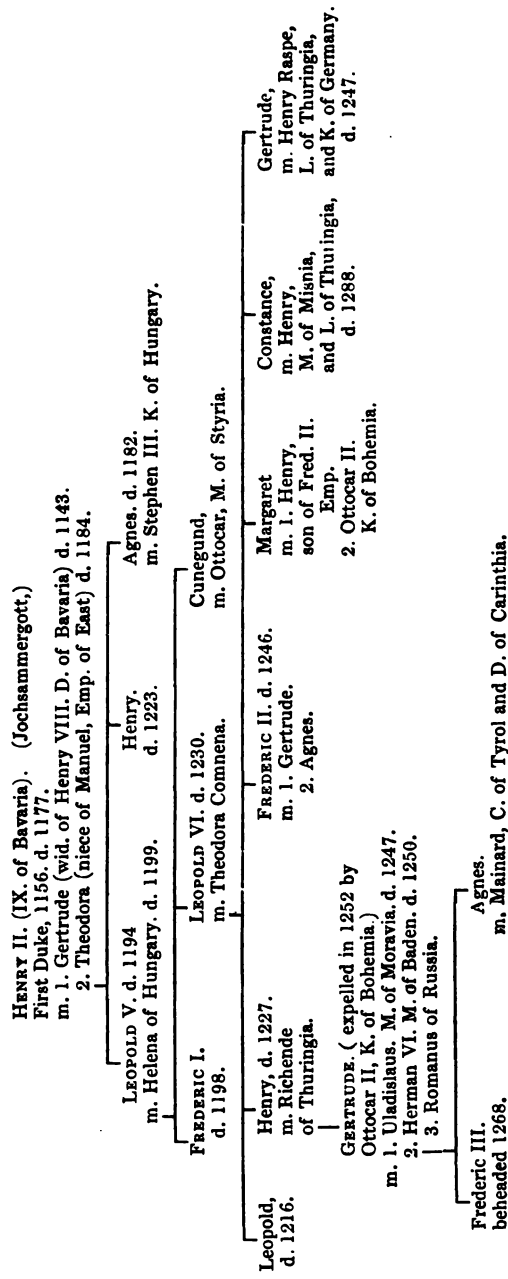 HENRY II. (IX. of Bavaria). (Jochsammergott,)
First Duke, 1156. d. 1177.
m. 1. Gertrude (wid. of Henry VIII. D. of Bavaria) d. 1143.
2. Theodora (niece of Manuel, Emp. of East) d. 1184.
LEOPOLD V. d. 1194
m. Helena of Hungary. d. 1199.
Henry.
d. 1223.
Agnes. d. 1182.
m. Stephen III. K. of Hungary.
FREDERIC I.
d. 1198.
LEOPOLD VI. d. 1230.
m. Theodora Comnena.
Cunegund,
m. Ottocar, M. of Styria.
Leopold,
d. 1216.
Henry, d. 1227.
m. Richende
of Thuringia.
FREDERIC II. d. 1246.
m. 1. Gertrude.
2. Agnes.
Margaret
m. 1. Henry,
son of Fred. II.
Emp.
2. Ottocar II.
K. of Bohemia.
Constance,
m. Henry,
M. of Misnia,
and L. of Thuringia,
d. 1288.
Gertrude,
m. Henry Raspe,
L. of Thuringia,
and K. of Germany.
d. 1247.
GERTRUDE. ( expelled in 1252 by
Ottocar II, K. of Bohemia.)
m. 1. Uladislaus. M. of Moravia. d. 1247.
2. Herman VI. M. of Baden. d. 1250.
3. Romanus of Russia.
Frederic III.
beheaded 1268.
Agnes.
m. Mainard, C. of Tyrol and D. of Carinthia.